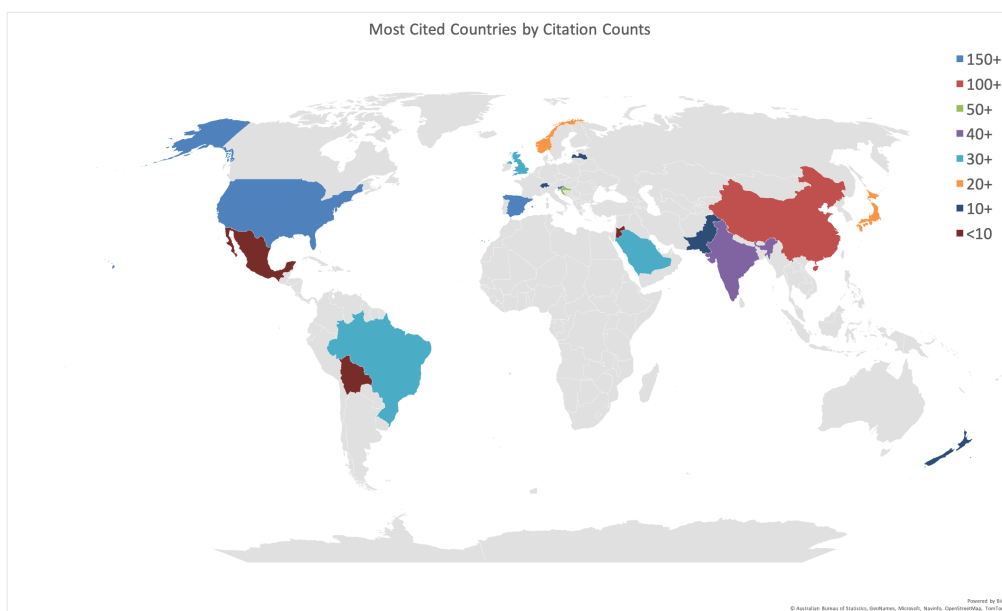 Most Cited Countries by Citation Counts
150+
100+
50+
40+
30+
20+
10+
<10
Powered by Bi
© Australian Bureau of Statistics, GeoNames, Microsoft, Navinfo, OpenStreetMap, TomTo